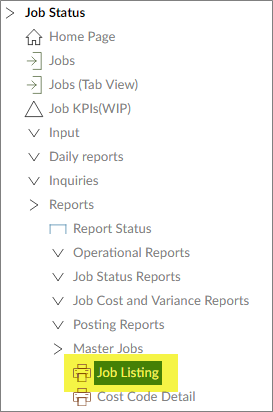 Job Status
Home Page
Jobs
Jobs (Tab View)
Job KPIs(WIP)
Input
Daily reports
Inquiries
Reports
Report Status
Operational Reports
Job Status Reports
Job Cost and Variance Reports
Posting Reports
Master Jobs
Job Listing
Cost Code Detail